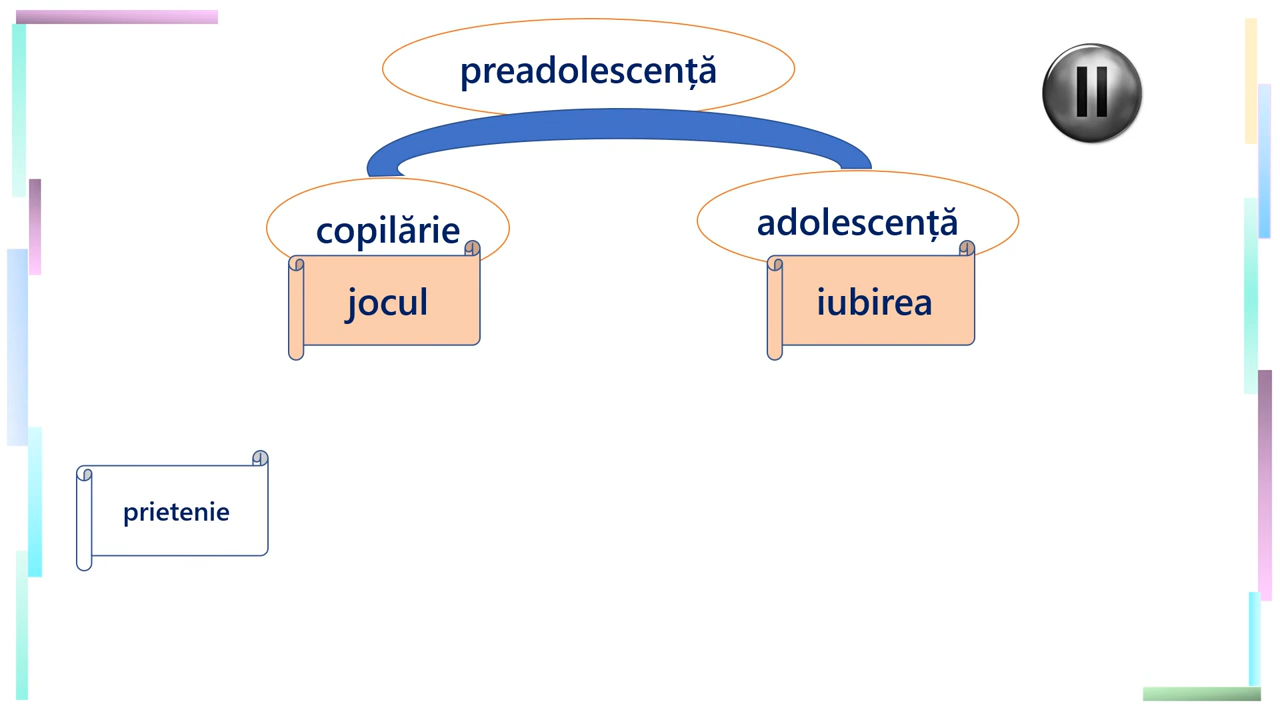 preadolescență
copilărie
adolescență
jocul
iubirea
prietenie